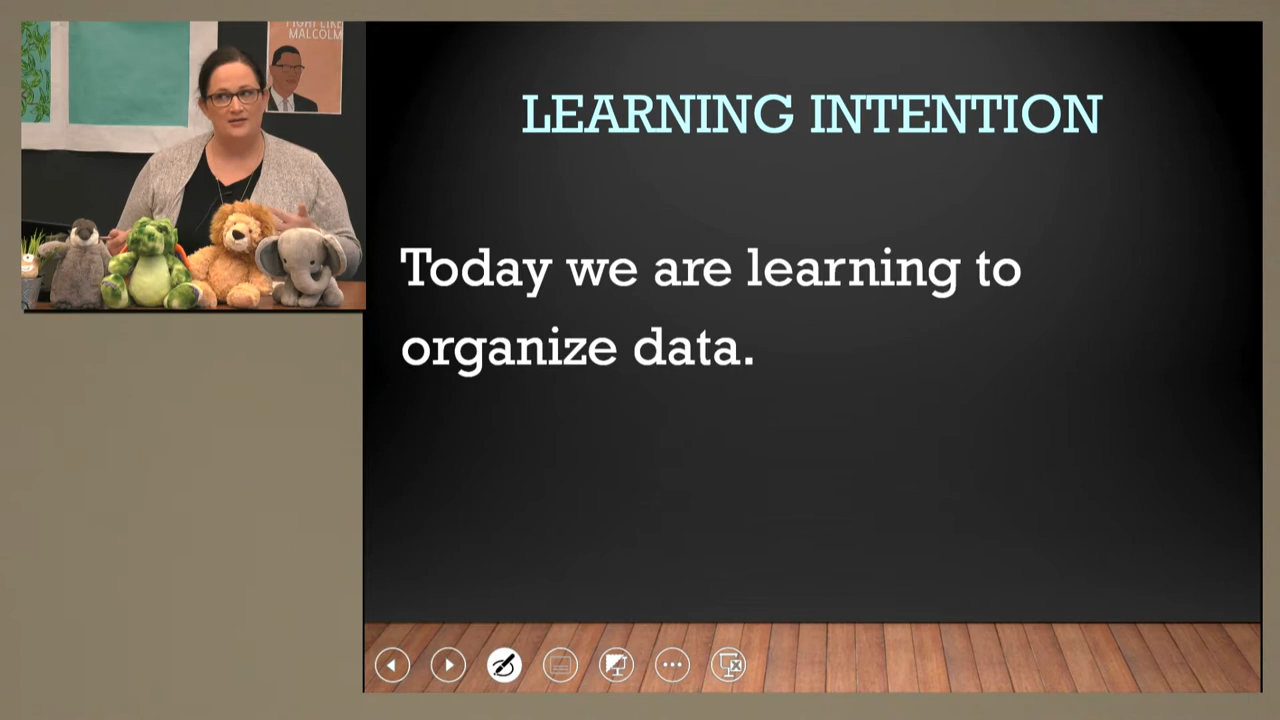 FIGHT LIKE
MALCOLM
LEARNING INTENTION
Today we are learning to
organize data.